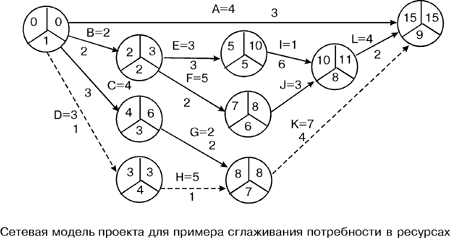 A=4
3
0 0
1
15 15
9
B=2
2
E=3
3
I=1
6
L=4
2
2 3
2
5 10
5
10 11
8
F=5
2
J=3
C=4
3
D=3
1
4 6
3
7 8
6
G=2
2
K=7
4
3 3
4
H=5
1
8 8
7
Сетевая модель проекта для примера сглаживания потребности в ресурсах